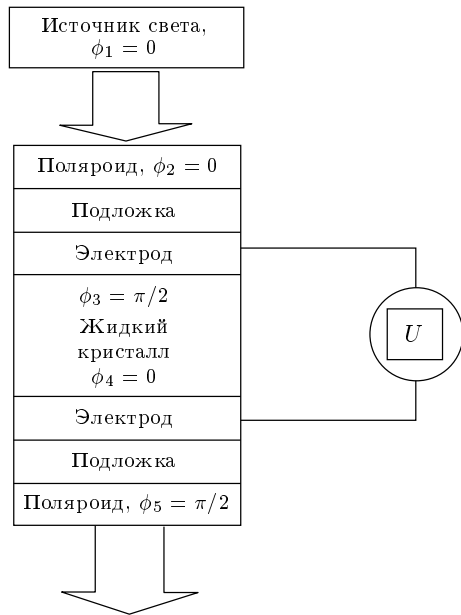 Источник света,
ϕ₁ = 0
Поляроид, ϕ₂ = 0
Подложка
Электрод
ϕ₃ = π/2
Жидкий
кристалл
ϕ₄ = 0
U
Электрод
Подложка
Поляроид, ϕ₅ = π/2